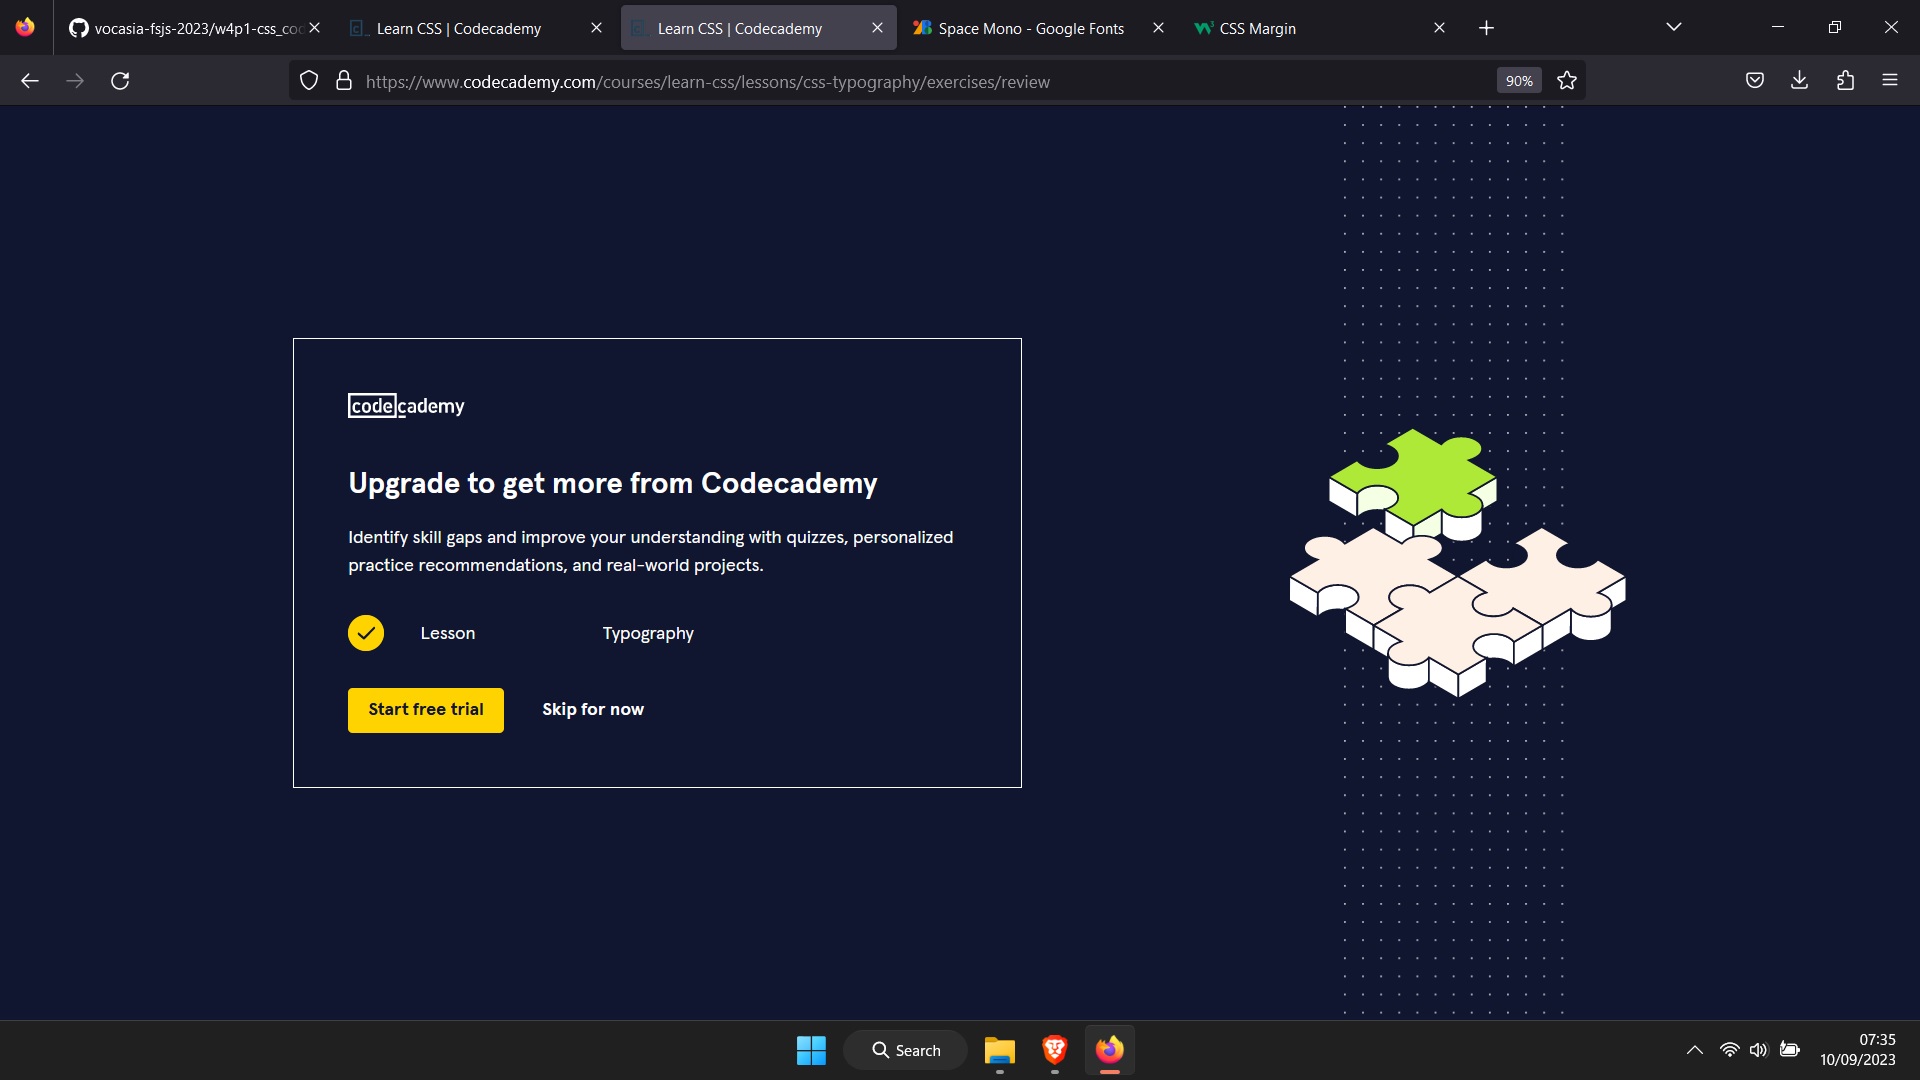 vocasia-fsjs-2023/w4p1-css_coc
Learn CSS | Codecademy
Learn CSS | Codecademy
Space Mono - Google Fonts
CSS Margin
https://www.codecademy.com/courses/learn-css/lessons/css-typography/exercises/review
90%
codecademy
Upgrade to get more from Codecademy
Identify skill gaps and improve your understanding with quizzes, personalized
practice recommendations, and real-world projects.
Lesson Typography
Start free trial Skip for now
Search
07:35
10/09/2023